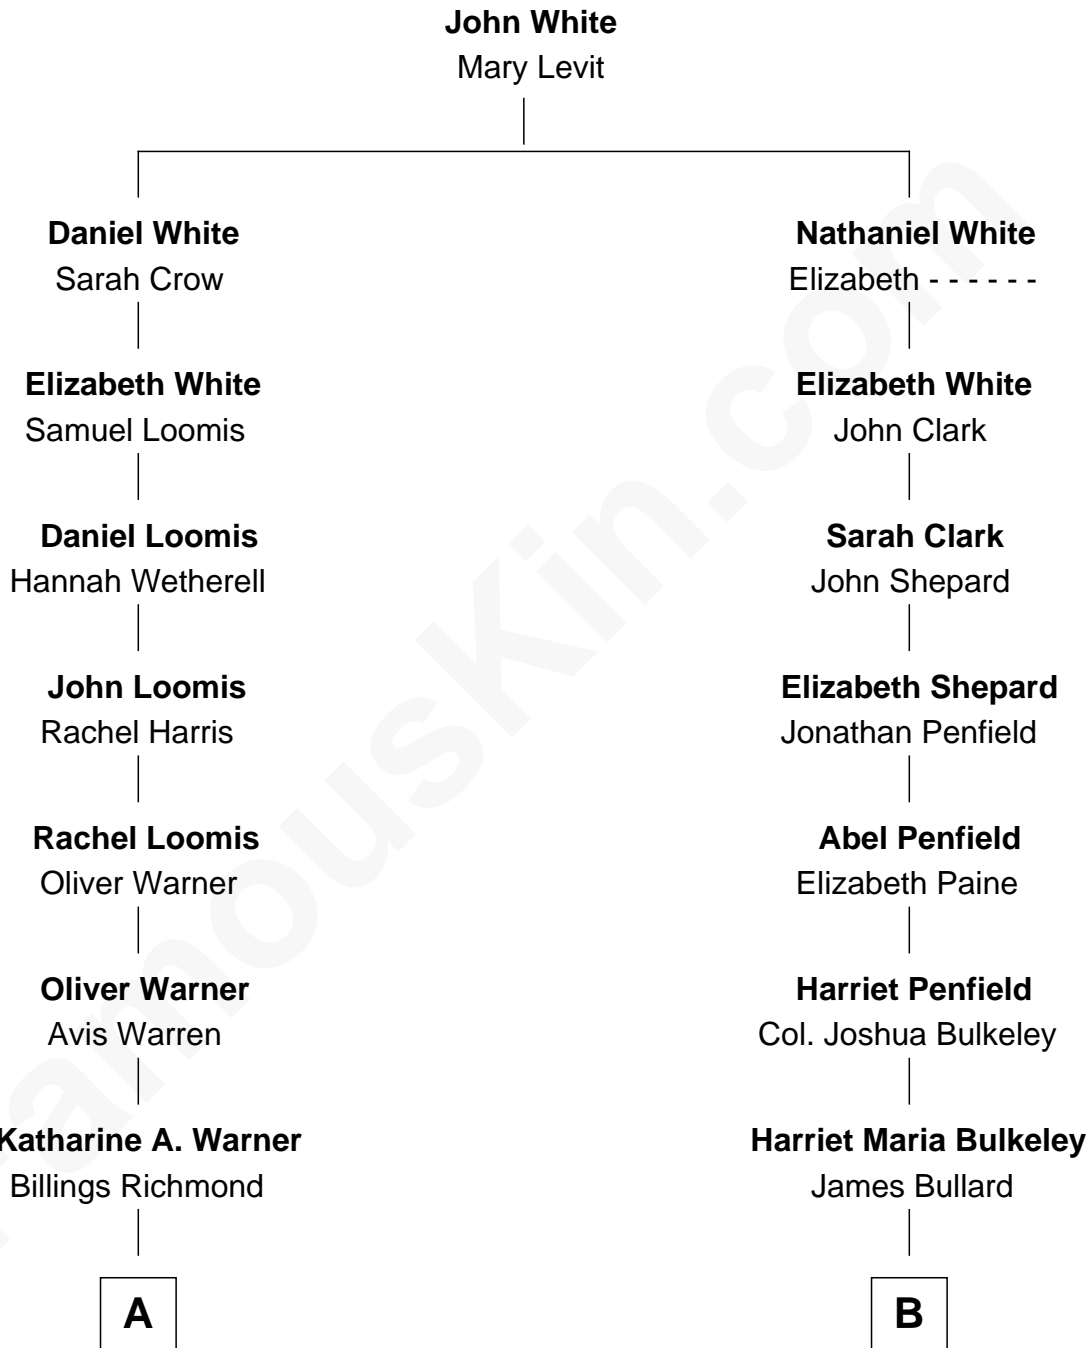 John White
Mary Levit
Daniel White
Sarah Crow
Nathaniel White
Elizabeth - - - - - -
Elizabeth White
Samuel Loomis
Elizabeth White
John Clark
Daniel Loomis
Hannah Wetherell
Sarah Clark
John Shepard
John Loomis
Rachel Harris
Elizabeth Shepard
Jonathan Penfield
Rachel Loomis
Oliver Warner
Abel Penfield
Elizabeth Paine
Oliver Warner
Avis Warren
Harriet Penfield
Col. Joshua Bulkeley
Katharine A. Warner
Billings Richmond
Harriet Maria Bulkeley
James Bullard
A
B
FamousKin.com